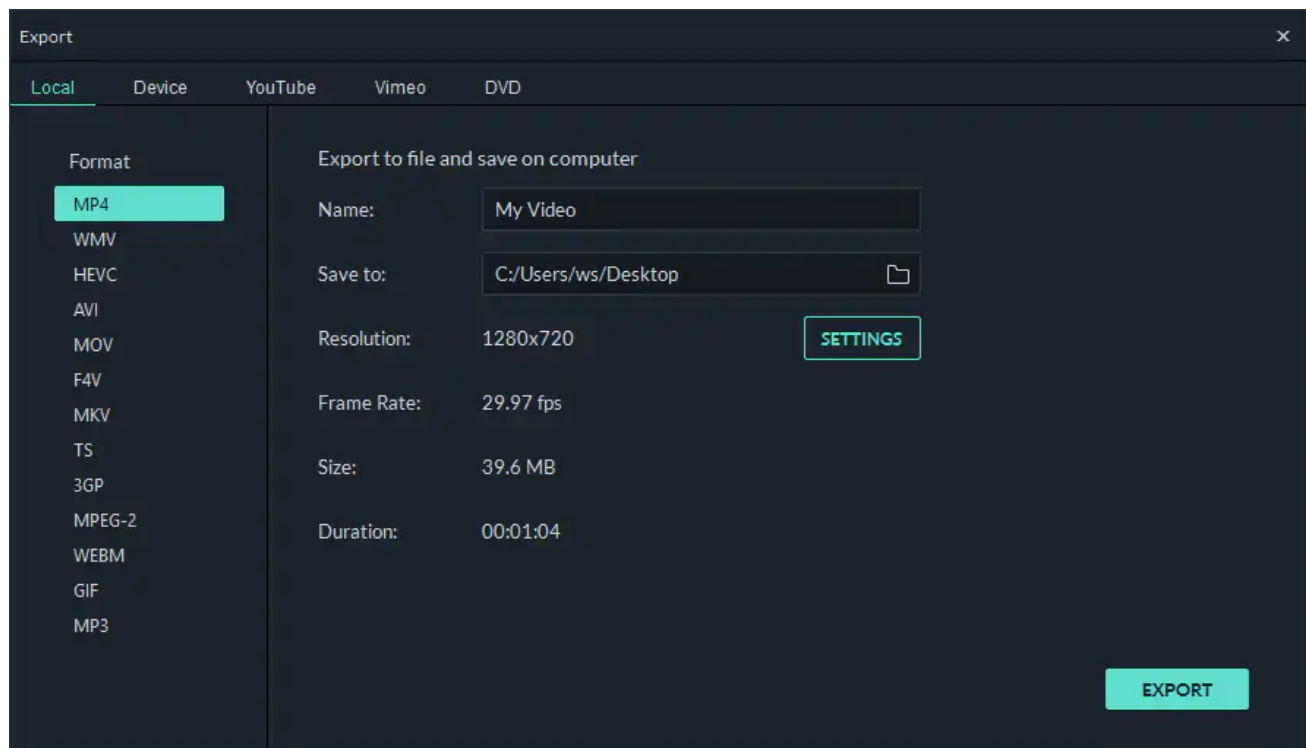 Export
Local Device YouTube Vimeo DVD
Format
MP4
WMV
HEVC
AVI
MOV
F4V
MKV
TS
3GP
MPEG-2
WEBM
GIF
MP3
Export to file and save on computer
Name: My Video
Save to: C:/Users/ws/Desktop
Resolution: 1280x720 SETTINGS
Frame Rate: 29.97 fps
Size: 39.6 MB
Duration: 00:01:04
EXPORT